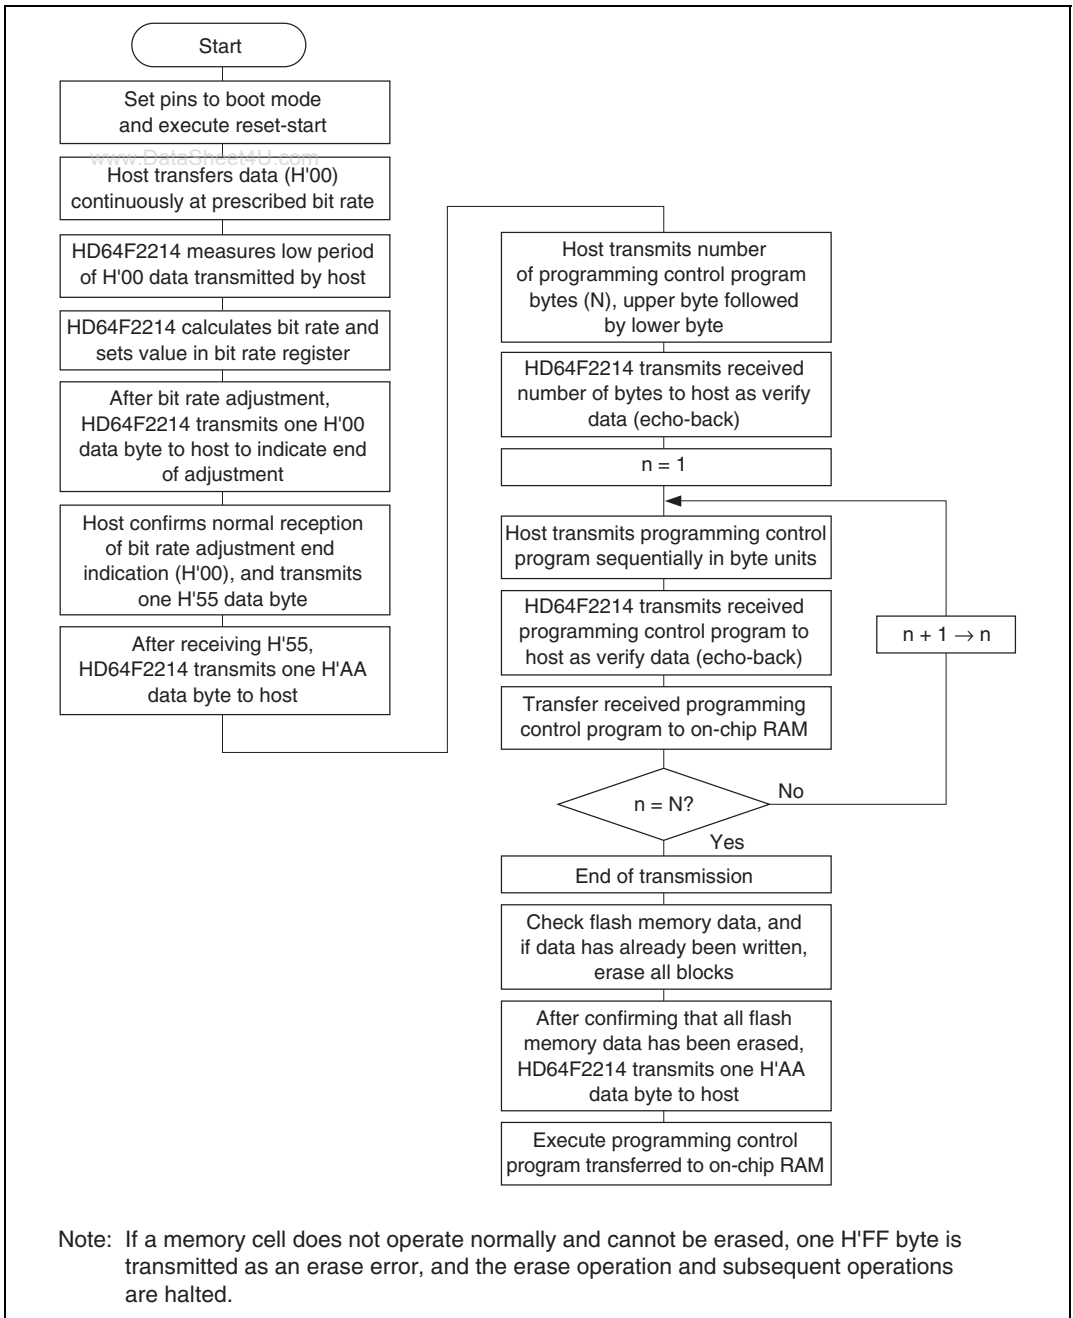 Start
Set pins to boot mode
and execute reset-start
www.DataSheet4U.com
Host transfers data (H'00)
continuously at prescribed bit rate
HD64F2214 measures low period
of H'00 data transmitted by host
HD64F2214 calculates bit rate and
sets value in bit rate register
After bit rate adjustment,
HD64F2214 transmits one H'00
data byte to host to indicate end
of adjustment
Host confirms normal reception
of bit rate adjustment end
indication (H'00), and transmits
one H'55 data byte
After receiving H'55,
HD64F2214 transmits one H'AA
data byte to host
Host transmits number
of programming control program
bytes (N), upper byte followed
by lower byte
HD64F2214 transmits received
number of bytes to host as verify
data (echo-back)
n = 1
Host transmits programming control
program sequentially in byte units
HD64F2214 transmits received
programming control program to
host as verify data (echo-back)
n + 1 → n
Transfer received programming
control program to on-chip RAM
n = N?
No
Yes
End of transmission
Check flash memory data, and
if data has already been written,
erase all blocks
After confirming that all flash
memory data has been erased,
HD64F2214 transmits one H'AA
data byte to host
Execute programming control
program transferred to on-chip RAM
Note: If a memory cell does not operate normally and cannot be erased, one H'FF byte is
transmitted as an erase error, and the erase operation and subsequent operations
are halted.